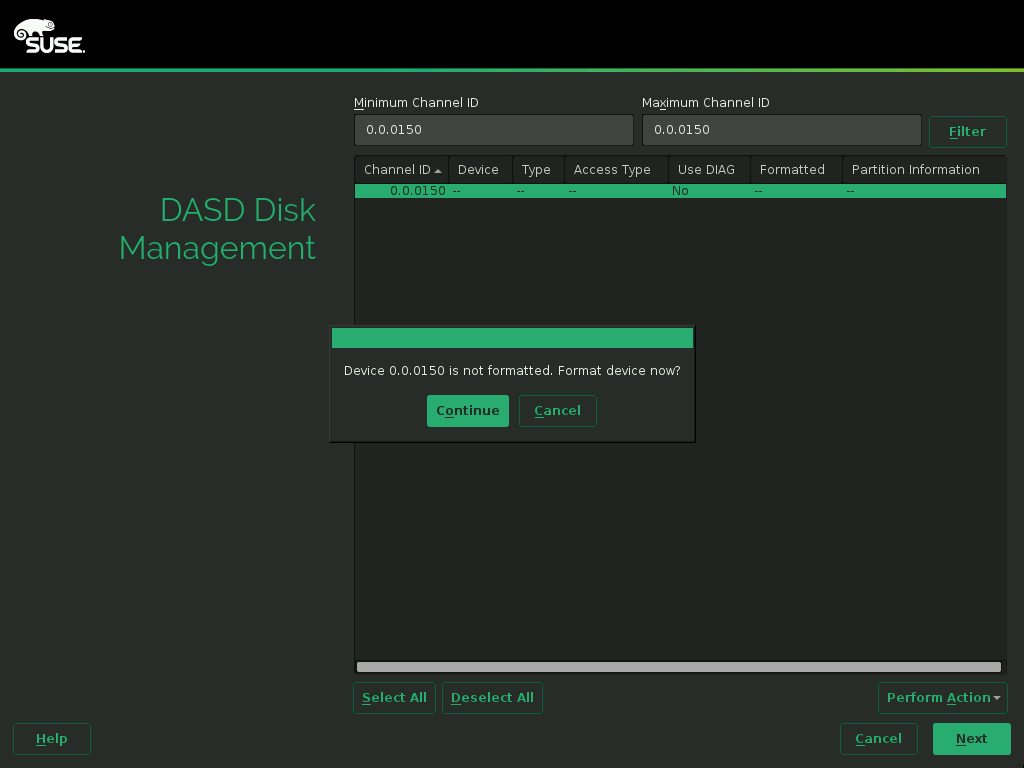 SUSE.
Minimum Channel ID Maximum Channel ID
0.0.0150 0.0.0150 Filter
Channel ID Device Type Access Type Use DIAG Formatted Partition Information
0.0.0150 -- -- -- No -- --
DASD Disk
Management
Device 0.0.0150 is not formatted. Format device now?
Continue Cancel
Select All Deselect All Perform Action
Help Cancel Next